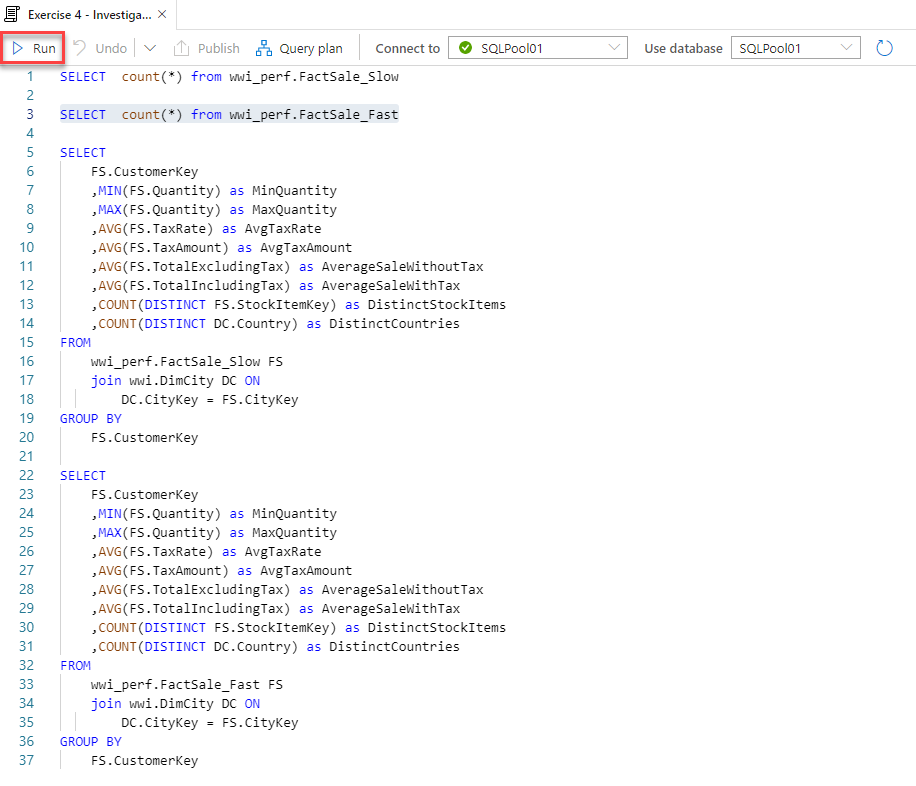 Exercise 4 - Investiga...
Run Undo Publish Query plan Connect to SQLPool01 Use database SQLPool01
1 SELECT  count(*) from wwi_perf.FactSale_Slow
2
3 SELECT  count(*) from wwi_perf.FactSale_Fast
4
5 SELECT
6     FS.CustomerKey
7     ,MIN(FS.Quantity) as MinQuantity
8     ,MAX(FS.Quantity) as MaxQuantity
9     ,AVG(FS.TaxRate) as AvgTaxRate
10     ,AVG(FS.TaxAmount) as AvgTaxAmount
11     ,AVG(FS.TotalExcludingTax) as AverageSaleWithoutTax
12     ,AVG(FS.TotalIncludingTax) as AverageSaleWithTax
13     ,COUNT(DISTINCT FS.StockItemKey) as DistinctStockItems
14     ,COUNT(DISTINCT DC.Country) as DistinctCountries
15 FROM
16     wwi_perf.FactSale_Slow FS
17     join wwi.DimCity DC ON
18         DC.CityKey = FS.CityKey
19 GROUP BY
20     FS.CustomerKey
21
22 SELECT
23     FS.CustomerKey
24     ,MIN(FS.Quantity) as MinQuantity
25     ,MAX(FS.Quantity) as MaxQuantity
26     ,AVG(FS.TaxRate) as AvgTaxRate
27     ,AVG(FS.TaxAmount) as AvgTaxAmount
28     ,AVG(FS.TotalExcludingTax) as AverageSaleWithoutTax
29     ,AVG(FS.TotalIncludingTax) as AverageSaleWithTax
30     ,COUNT(DISTINCT FS.StockItemKey) as DistinctStockItems
31     ,COUNT(DISTINCT DC.Country) as DistinctCountries
32 FROM
33     wwi_perf.FactSale_Fast FS
34     join wwi.DimCity DC ON
35         DC.CityKey = FS.CityKey
36 GROUP BY
37     FS.CustomerKey